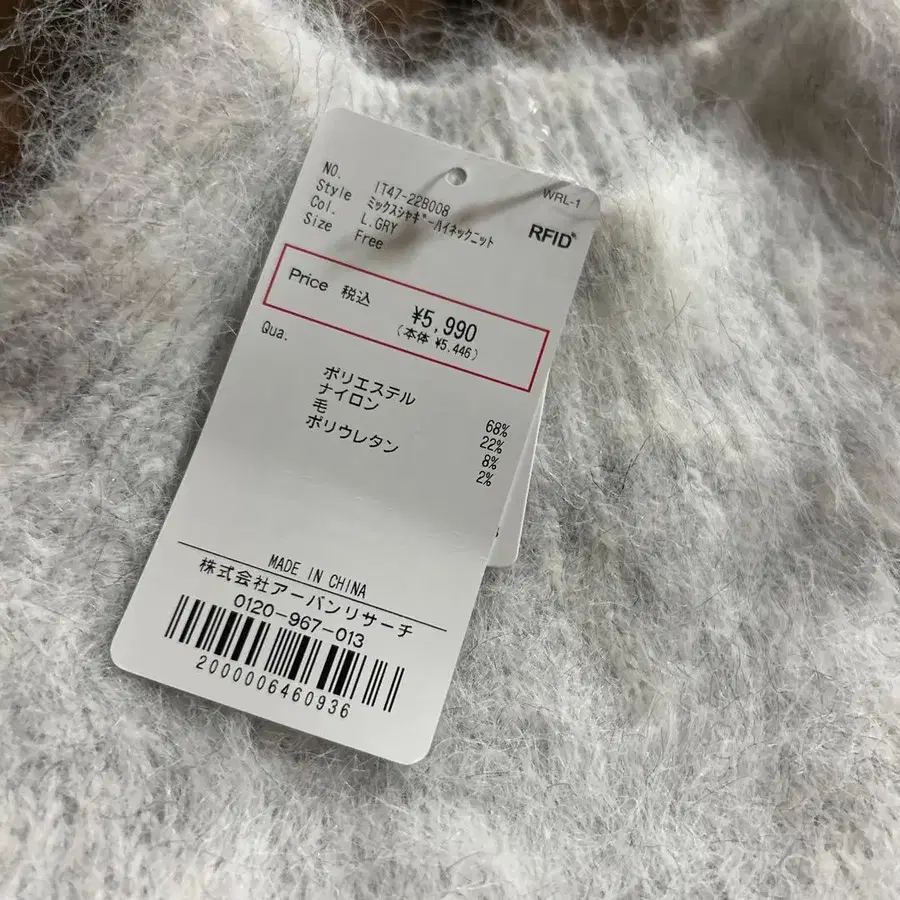 WRL-1
RFID
NO. IT47-22B008
Style ミックスシャギーハイネックニット
Col. L.GRY
Size Free
Price 税込 ¥5,990
(本体 ¥5.446)
Qua.
ポリエステル 68%
ナイロン 22%
毛 8%
ポリウレタン 2%
MADE IN CHINA
株式会社アーバンリサーチ
0120-967-013
2000006460936